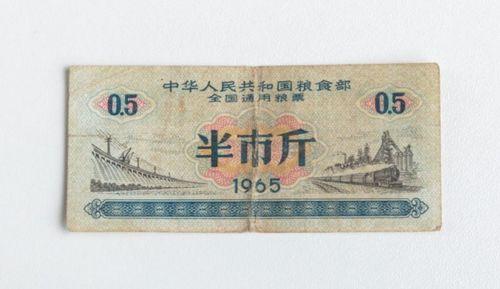 中华人民共和国粮食部
全国通用粮票
0.5 0.5
半市斤
1965